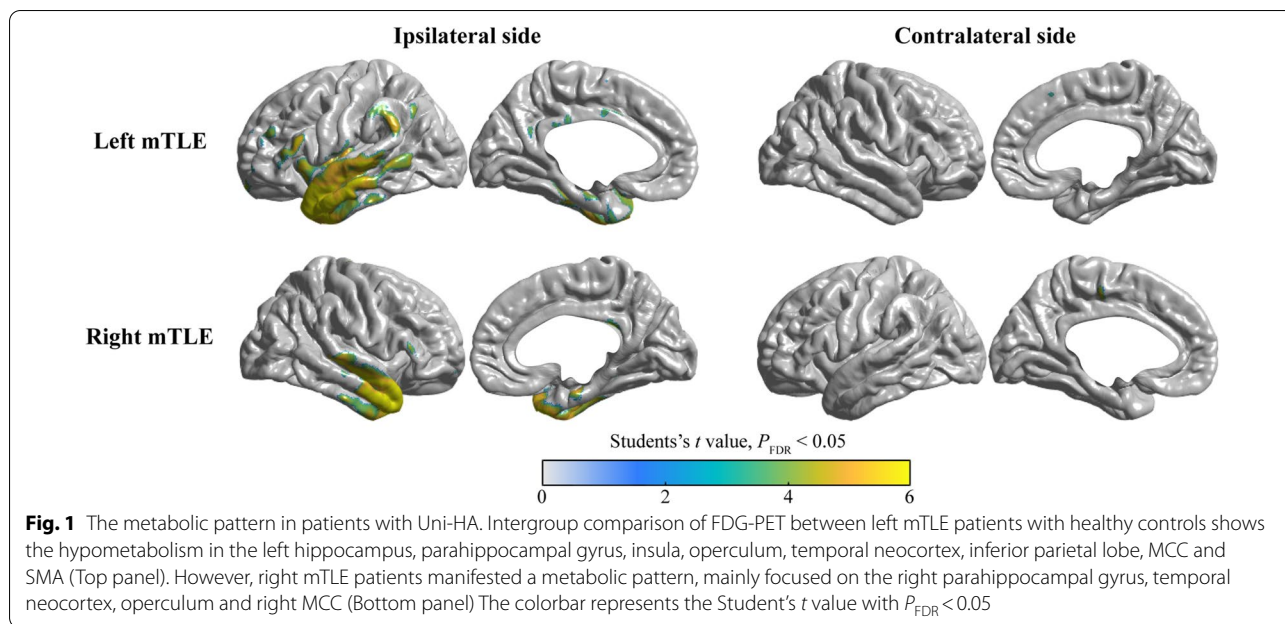 Ipsilateral side
Contralateral side
Left mTLE
Right mTLE
Students's t value, P_FDR < 0.05
0 2 4 6
Fig. 1 The metabolic pattern in patients with Uni-HA. Intergroup comparison of FDG-PET between left mTLE patients with healthy controls shows
the hypometabolism in the left hippocampus, parahippocampal gyrus, insula, operculum, temporal neocortex, inferior parietal lobe, MCC and
SMA (Top panel). However, right mTLE patients manifested a metabolic pattern, mainly focused on the right parahippocampal gyrus, temporal
neocortex, operculum and right MCC (Bottom panel) The colorbar represents the Student's t value with P_FDR < 0.05